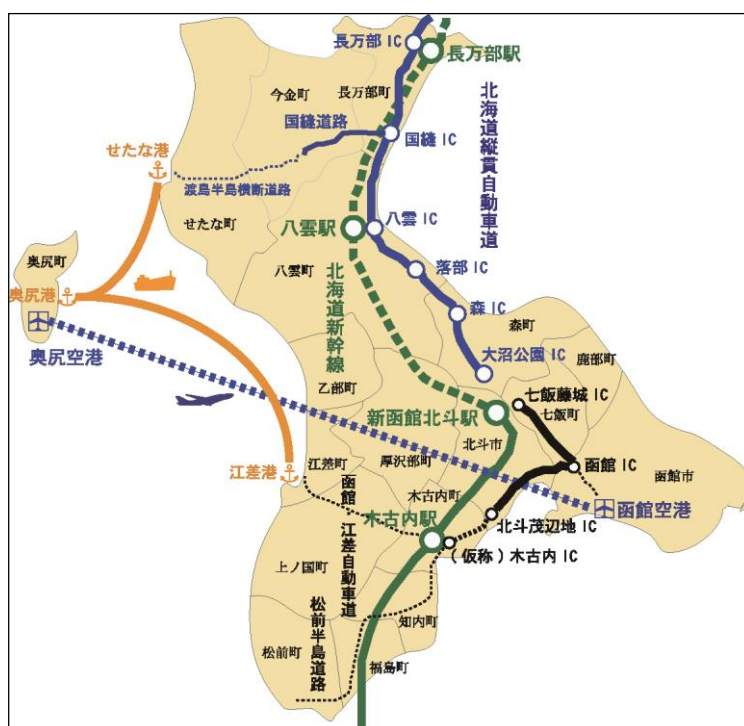 長万部 IC
長万部駅
今金町
長万部町
北海道縦貫自動車道
国縫道路
国縫 IC
せたな港
渡島半島横断道路
せたな町
八雲駅
八雲 IC
奥尻町
八雲町
落部 IC
北海道新幹線
奥尻港
森 IC
森町
奥尻空港
大沼公園 IC
鹿部町
乙部町
七飯藤城 IC
七飯町
新函館北斗駅
北斗市
江差港
江差町
厚沢部町
函館 IC
函館市
木古内町
函館・江差自動車道
函館空港
木古内駅
北斗茂辺地 IC
(仮称)木古内 IC
上ノ国町
松前半島道路
知内町
松前町
福島町